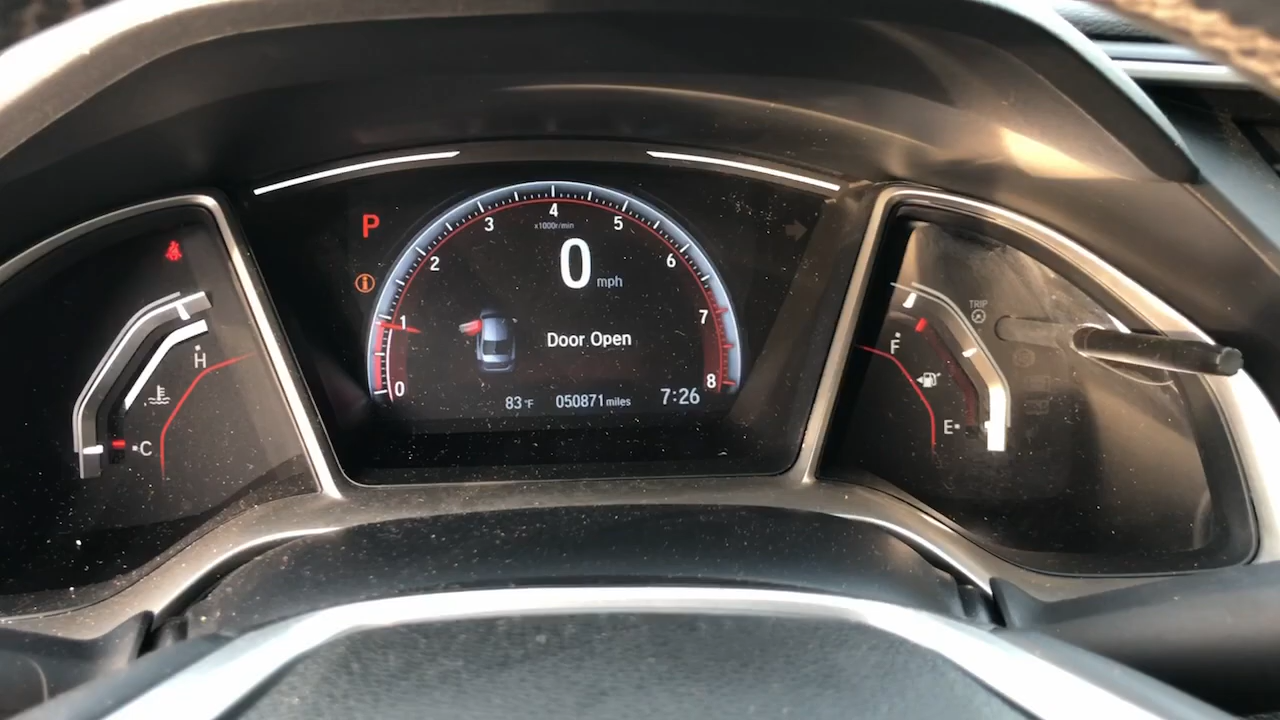 P
0 1 2 3 4 5 6 7 8
x1000r/min
0 mph
Door Open
83 °F 050871 miles 7:26
H
C
TRIP
F
E